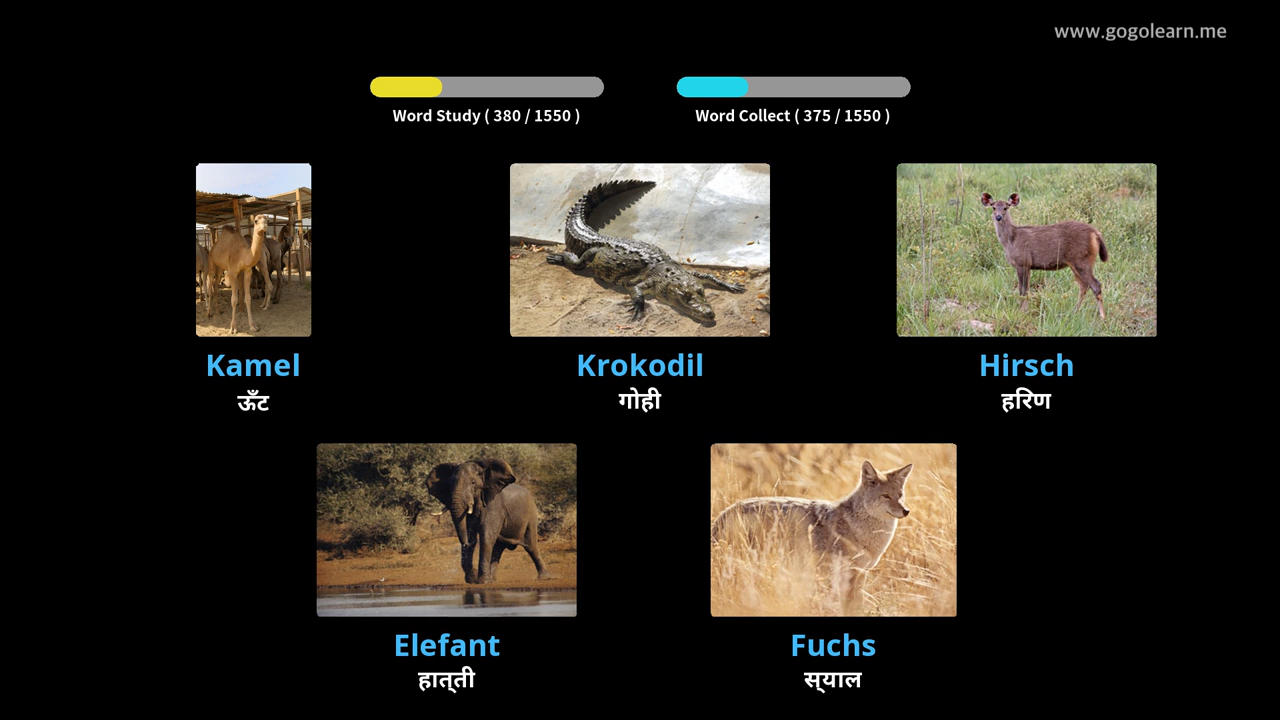 www.gogolearn.me
Word Study ( 380 / 1550 )
Word Collect ( 375 / 1550 )
Kamel
ऊँट
Krokodil
गोही
Hirsch
हरिण
Elefant
हात्ती
Fuchs
स्याल